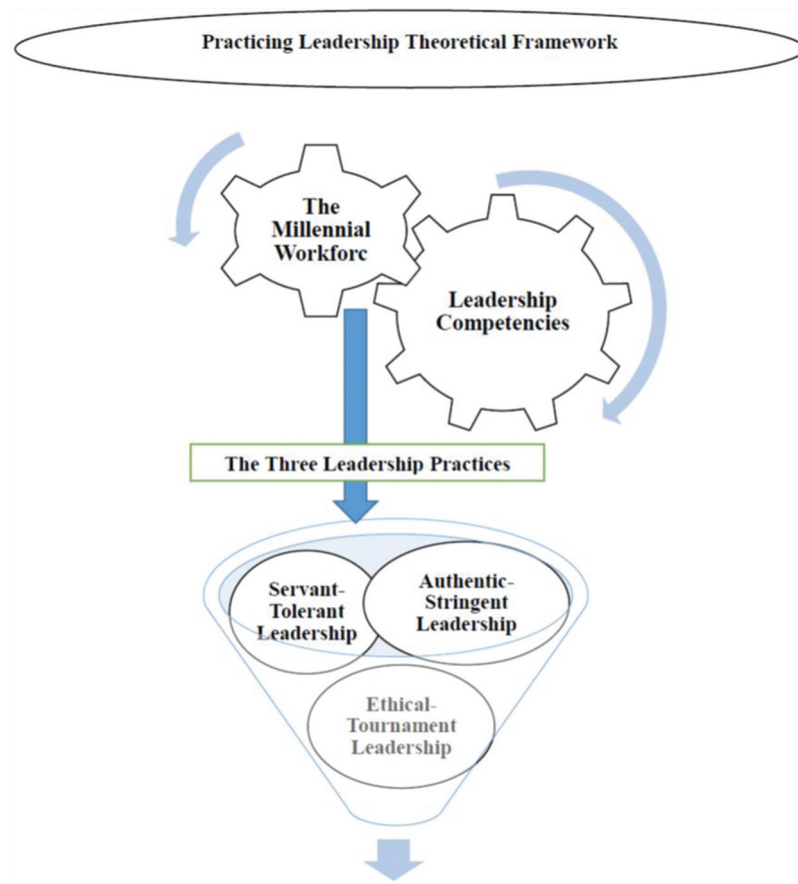 Practicing Leadership Theoretical Framework
The
Millennial
Workforc
Leadership
Competencies
The Three Leadership Practices
Servant-
Tolerant
Leadership
Authentic-
Stringent
Leadership
Ethical-
Tournament
Leadership